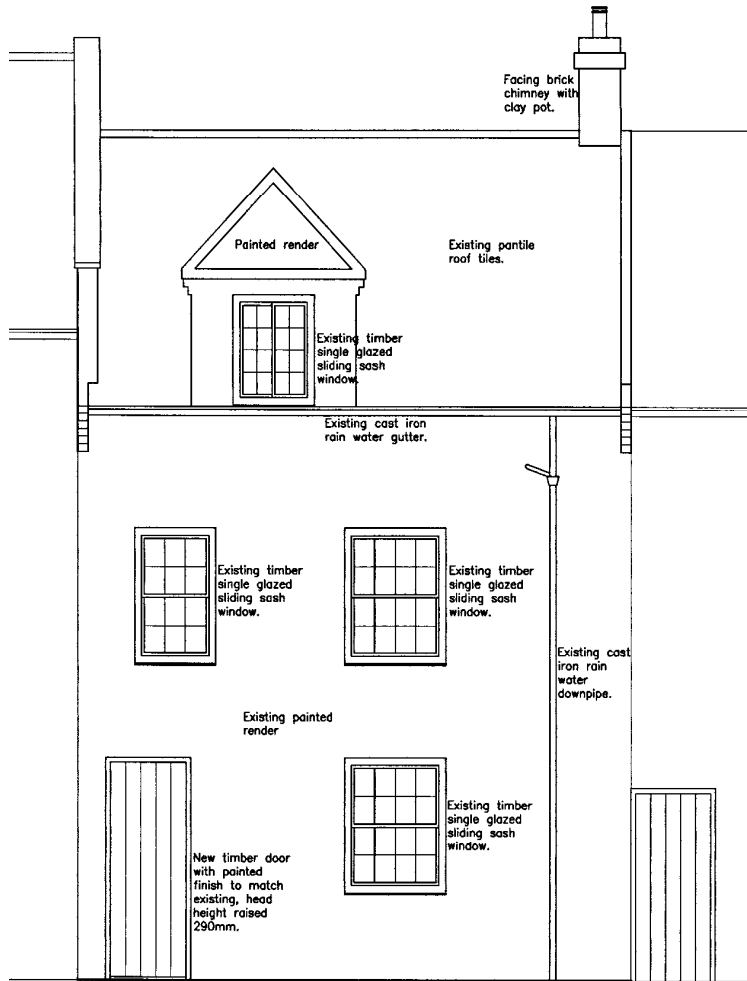 Facing brick
chimney with
clay pot.
Painted render
Existing pantile
roof tiles.
Existing timber
single glazed
sliding sash
window.
Existing cast iron
rain water gutter.
Existing timber
single glazed
sliding sash
window.
Existing timber
single glazed
sliding sash
window.
Existing cast
iron rain
water
downpipe.
Existing painted
render
Existing timber
single glazed
sliding sash
window.
New timber door
with painted
finish to match
existing, head
height raised
290mm.